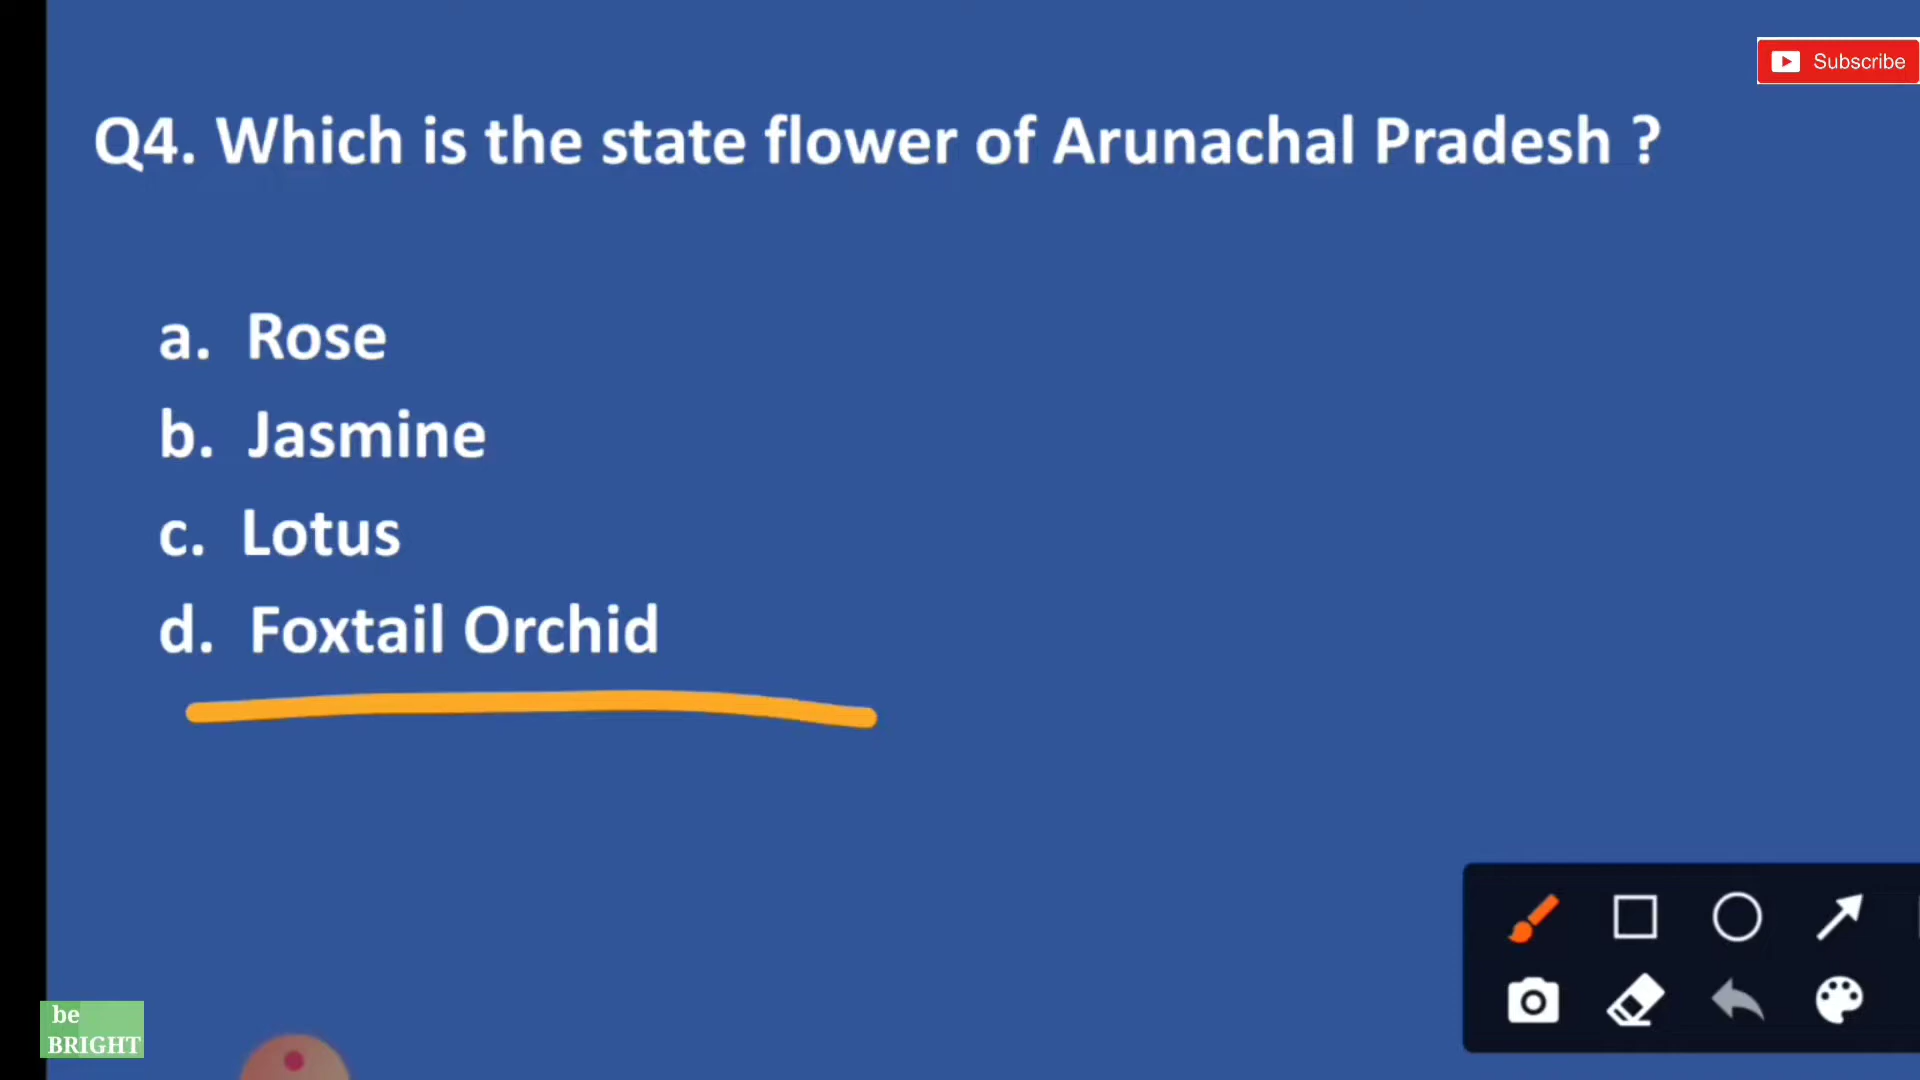 Subscribe
Q4. Which is the state flower of Arunachal Pradesh ?
a. Rose
b. Jasmine
c. Lotus
d. Foxtail Orchid
be
BRIGHT